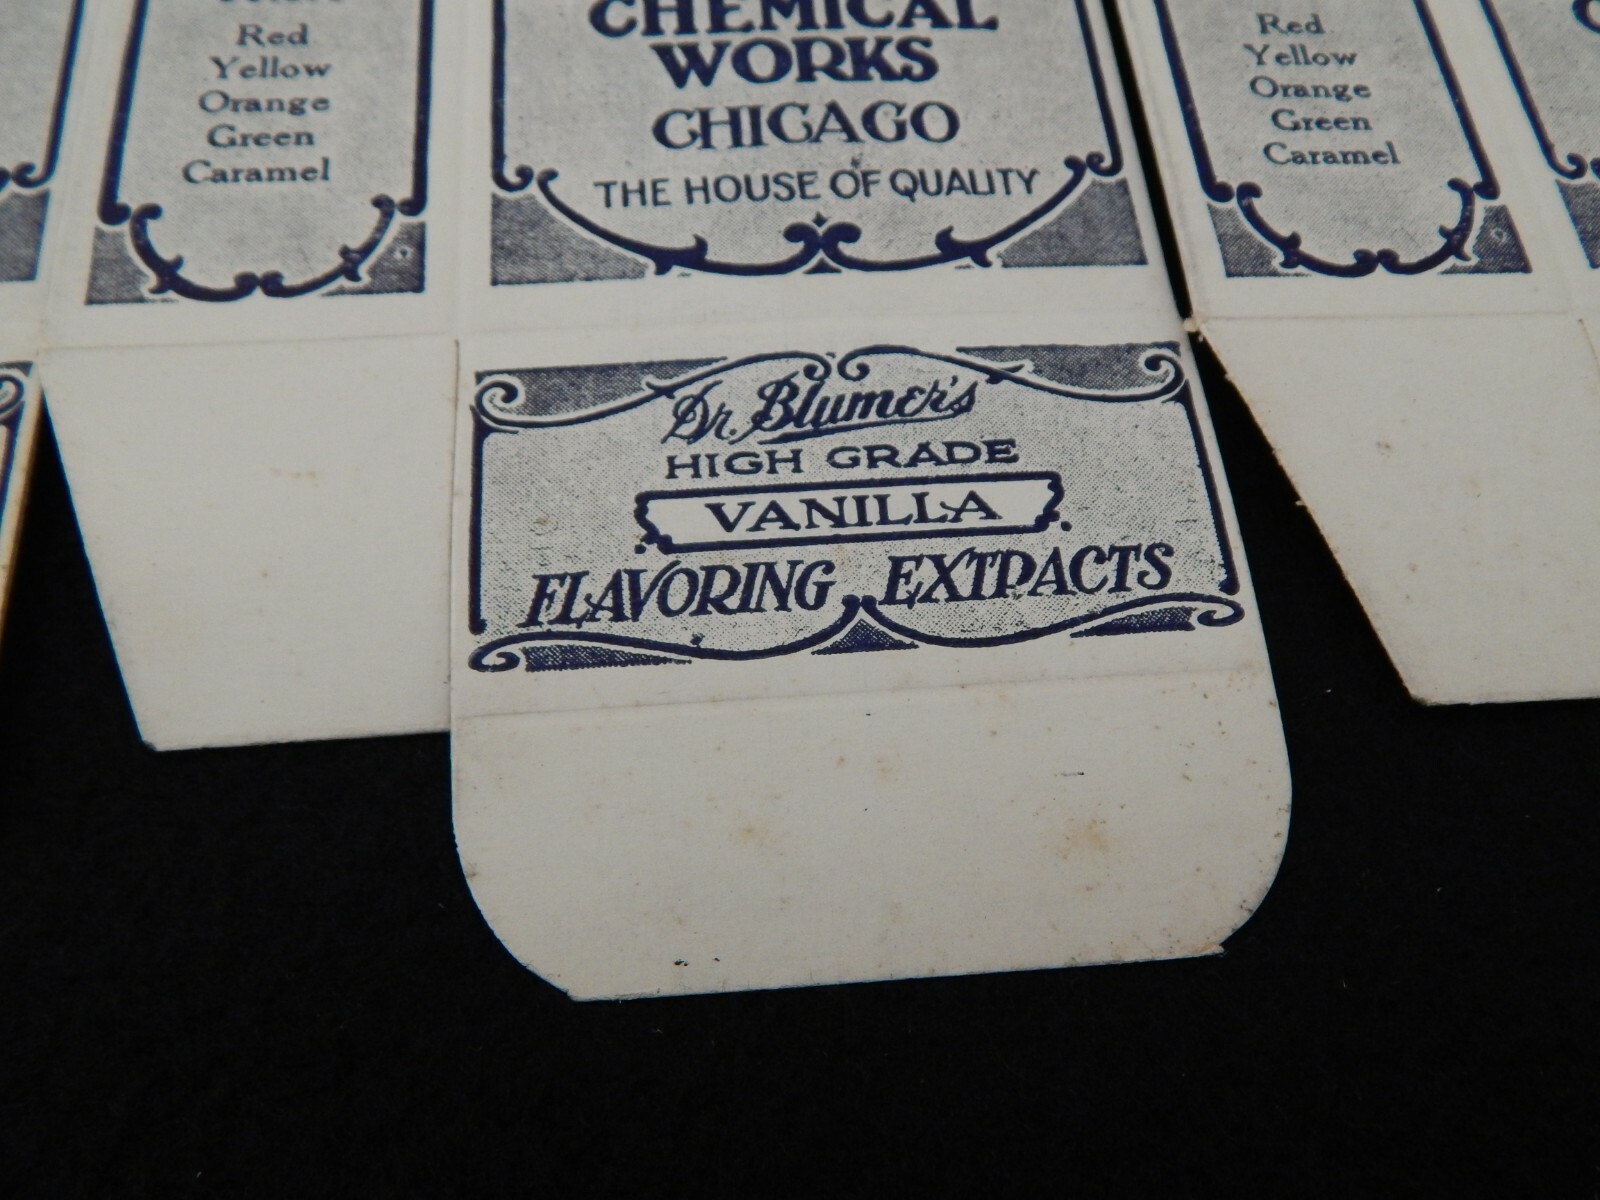 Red
Yellow
Orange
Green
Caramel
CHEMICAL
WORKS
CHICAGO
THE HOUSE OF QUALITY
Red
Yellow
Orange
Green
Caramel
Dr. Blumer's
HIGH GRADE
VANILLA
FLAVORING EXTRACTS